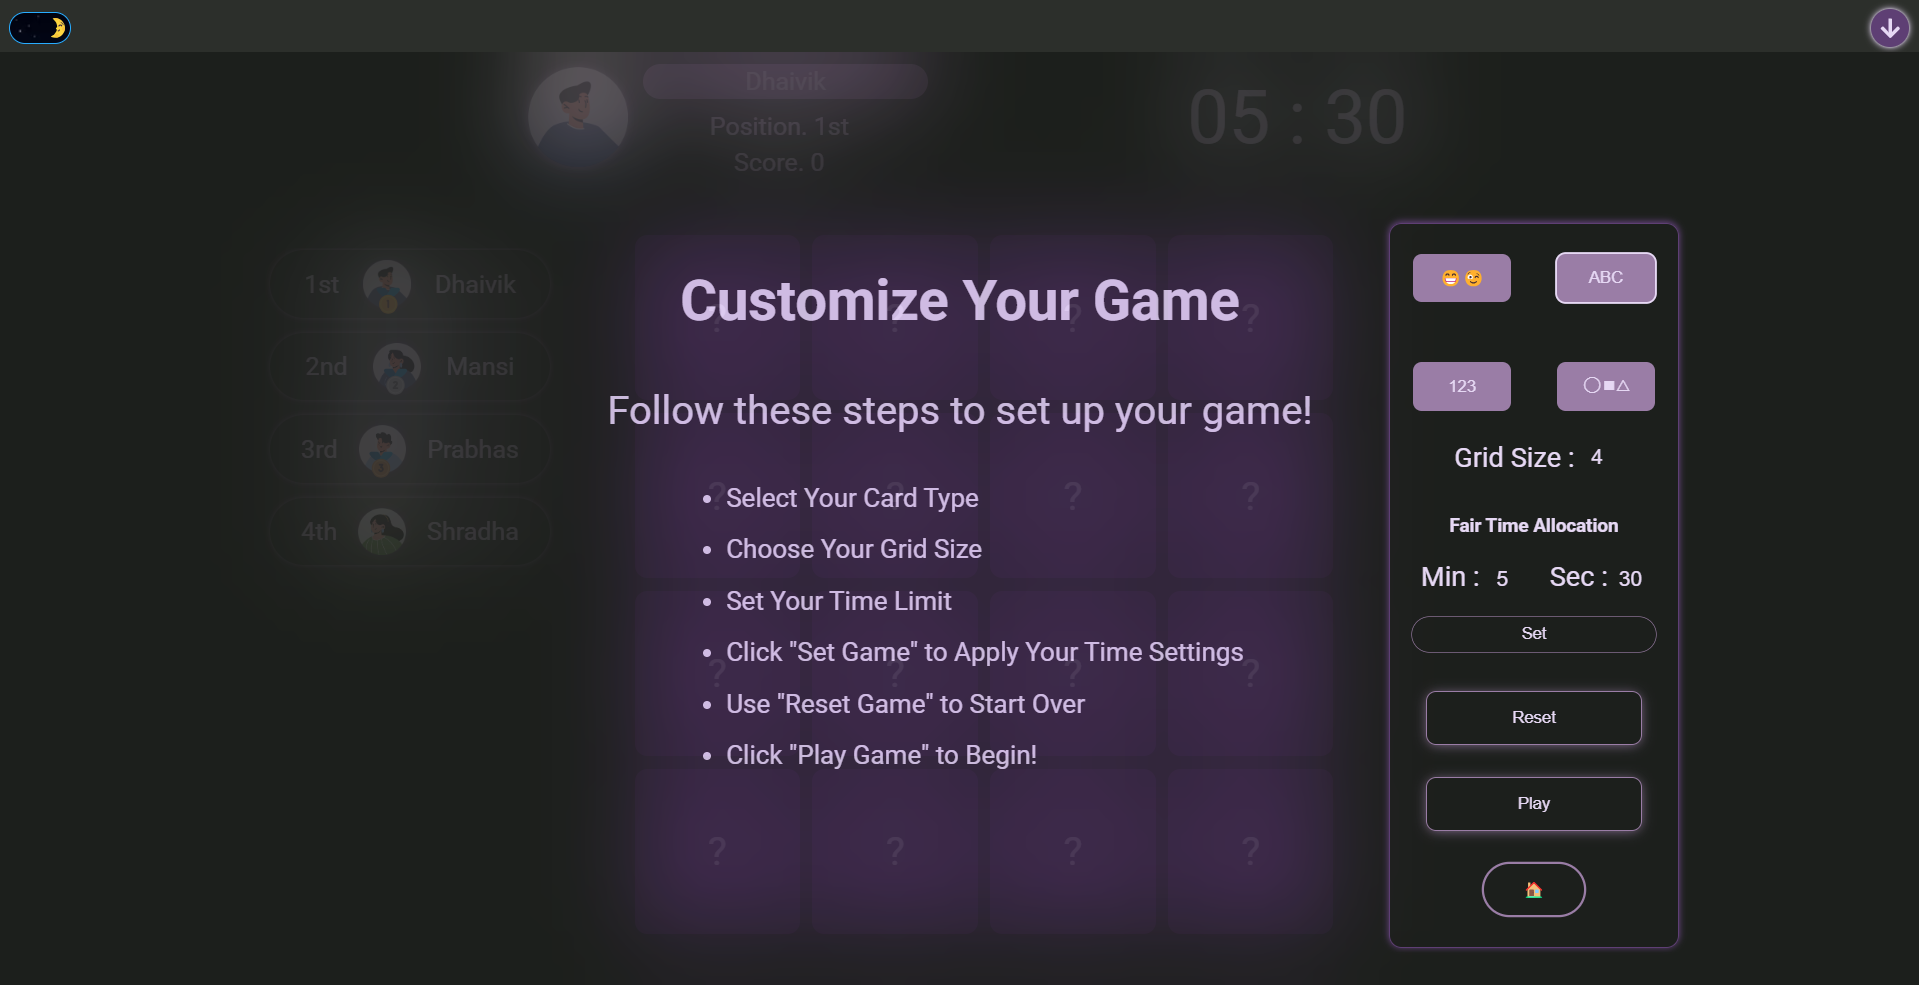 Dhaivik
Position. 1st
Score. 0
05 : 30
1st Dhaivik
2nd Mansi
3rd Prabhas
4th Shradha
Customize Your Game
Follow these steps to set up your game!
• Select Your Card Type
• Choose Your Grid Size
• Set Your Time Limit
• Click "Set Game" to Apply Your Time Settings
• Use "Reset Game" to Start Over
• Click "Play Game" to Begin!
? ? ? ?
? ? ? ?
? ? ? ?
? ? ? ?
😁😉 ABC
123 ◯■△
Grid Size : 4
Fair Time Allocation
Min : 5 Sec : 30
Set
Reset
Play